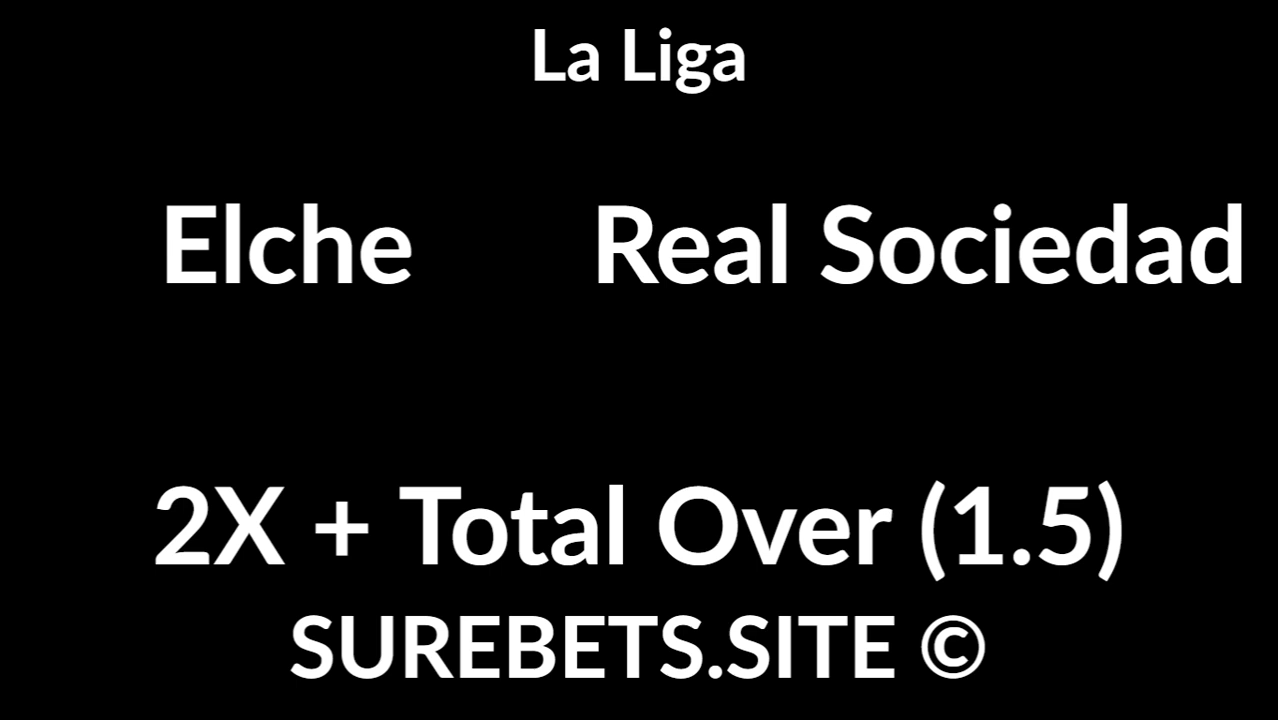 La Liga
Elche Real Sociedad
2X + Total Over (1.5)
SUREBETS.SITE ©